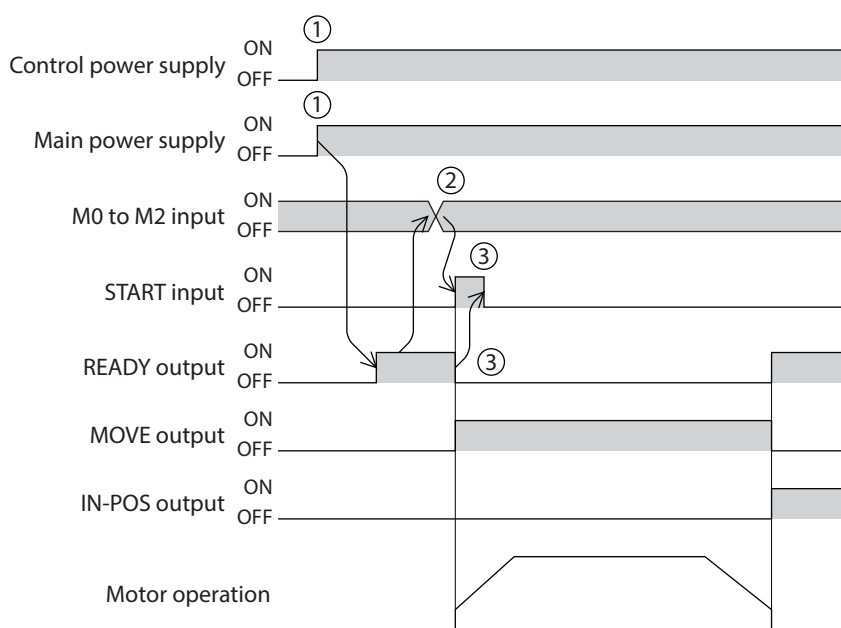 ①
ON
Control power supply
OFF
①
ON
Main power supply
OFF
②
ON
M0 to M2 input
OFF
③
ON
START input
OFF
ON
READY output
③
OFF
ON
MOVE output
OFF
ON
IN-POS output
OFF
Motor operation